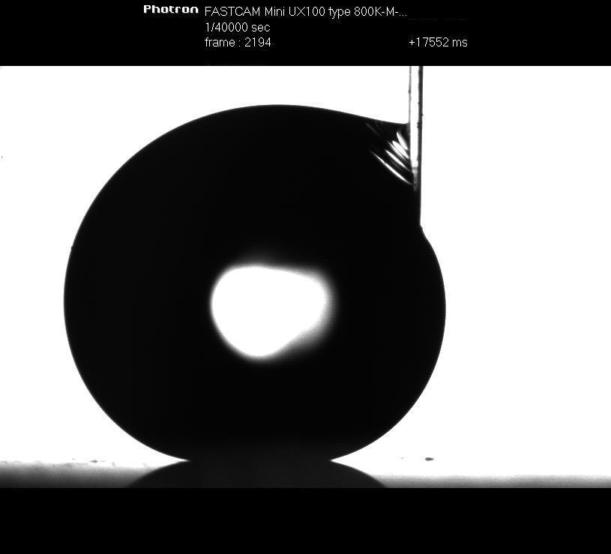 Photron FASTCAM Mini UX100 type 800K-M-...
1/40000 sec
frame : 2194 +17552 ms